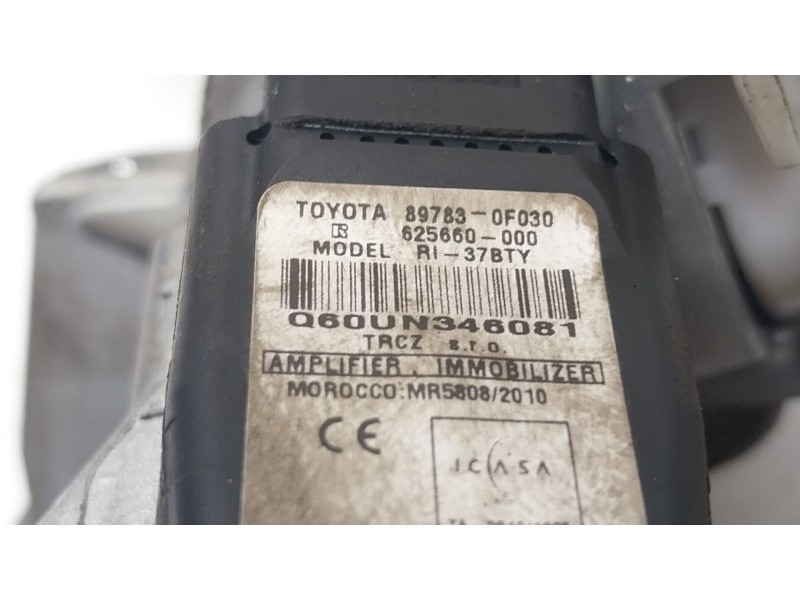 TOYOTA 89783-0F030
R 625660-000
MODEL RI-37BTY
Q60UN346081
TRCZ s.r.o.
AMPLIFIER, IMMOBILIZER
MOROCCO:MR5808/2010
CE
ICASA